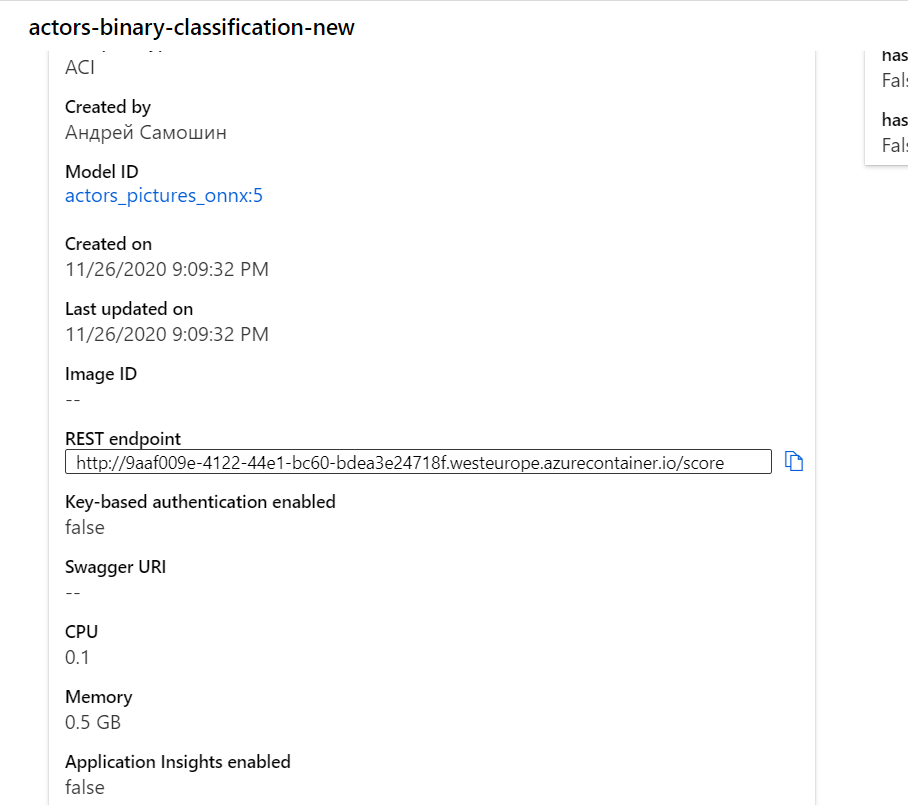 actors-binary-classification-new
ACI
Created by
Андрей Самошин
Model ID
actors_pictures_onnx:5
Created on
11/26/2020 9:09:32 PM
Last updated on
11/26/2020 9:09:32 PM
Image ID
--
REST endpoint
http://9aaf009e-4122-44e1-bc60-bdea3e24718f.westeurope.azurecontainer.io/score
Key-based authentication enabled
false
Swagger URI
--
CPU
0.1
Memory
0.5 GB
Application Insights enabled
false
has
Fals
has
Fals